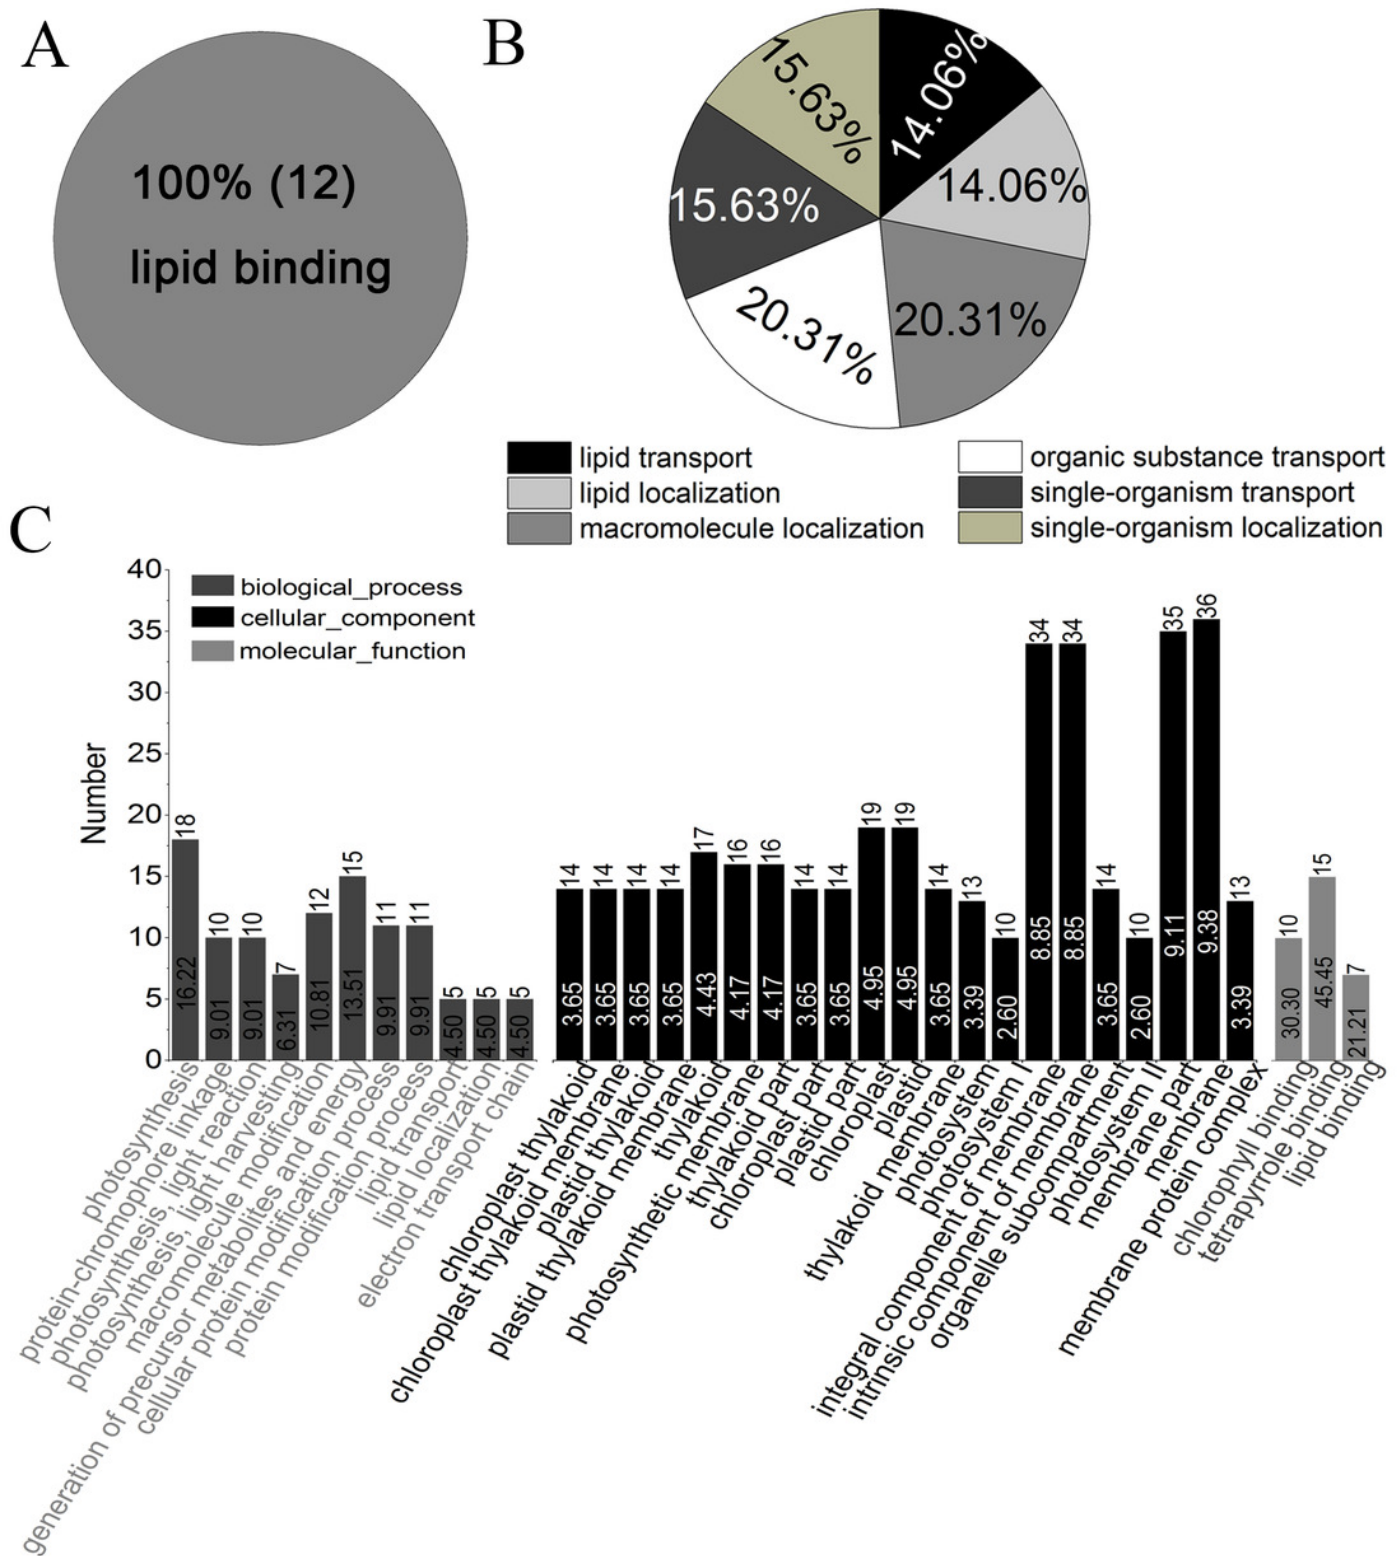 A
100% (12)
lipid binding
B
14.06%
14.06%
20.31%
20.31%
15.63%
15.63%
lipid transport
lipid localization
macromolecule localization
organic substance transport
single-organism transport
single-organism localization
C
Number
40
35
30
25
20
15
10
5
0
biological_process
cellular_component
molecular_function
18
10
10
7
12
15
11
11
5
5
5
14
14
14
14
17
16
16
14
14
19
19
14
13
10
34
34
14
10
35
36
13
10
15
7
16.22
9.01
9.01
6.31
10.81
13.51
9.91
9.91
4.50
4.50
4.50
3.65
3.65
3.65
3.65
4.43
4.17
4.17
3.65
3.65
4.95
4.95
3.65
3.39
2.60
8.85
8.85
3.65
2.60
9.11
9.38
3.39
30.30
45.45
21.21
photosynthesis
protein-chromophore linkage
photosynthesis, light reaction
photosynthesis, light harvesting
macromolecule modification
generation of precursor metabolites and energy
cellular protein modification process
protein modification process
lipid transport
lipid localization
electron transport chain
chloroplast thylakoid
chloroplast thylakoid membrane
plastid thylakoid
plastid thylakoid membrane
thylakoid
photosynthetic membrane
thylakoid part
chloroplast part
plastid part
chloroplast
plastid
thylakoid membrane
photosystem
photosystem I
integral component of membrane
intrinsic component of membrane
organelle subcompartment
photosystem II
membrane part
membrane
membrane protein complex
chlorophyll binding
tetrapyrrole binding
lipid binding